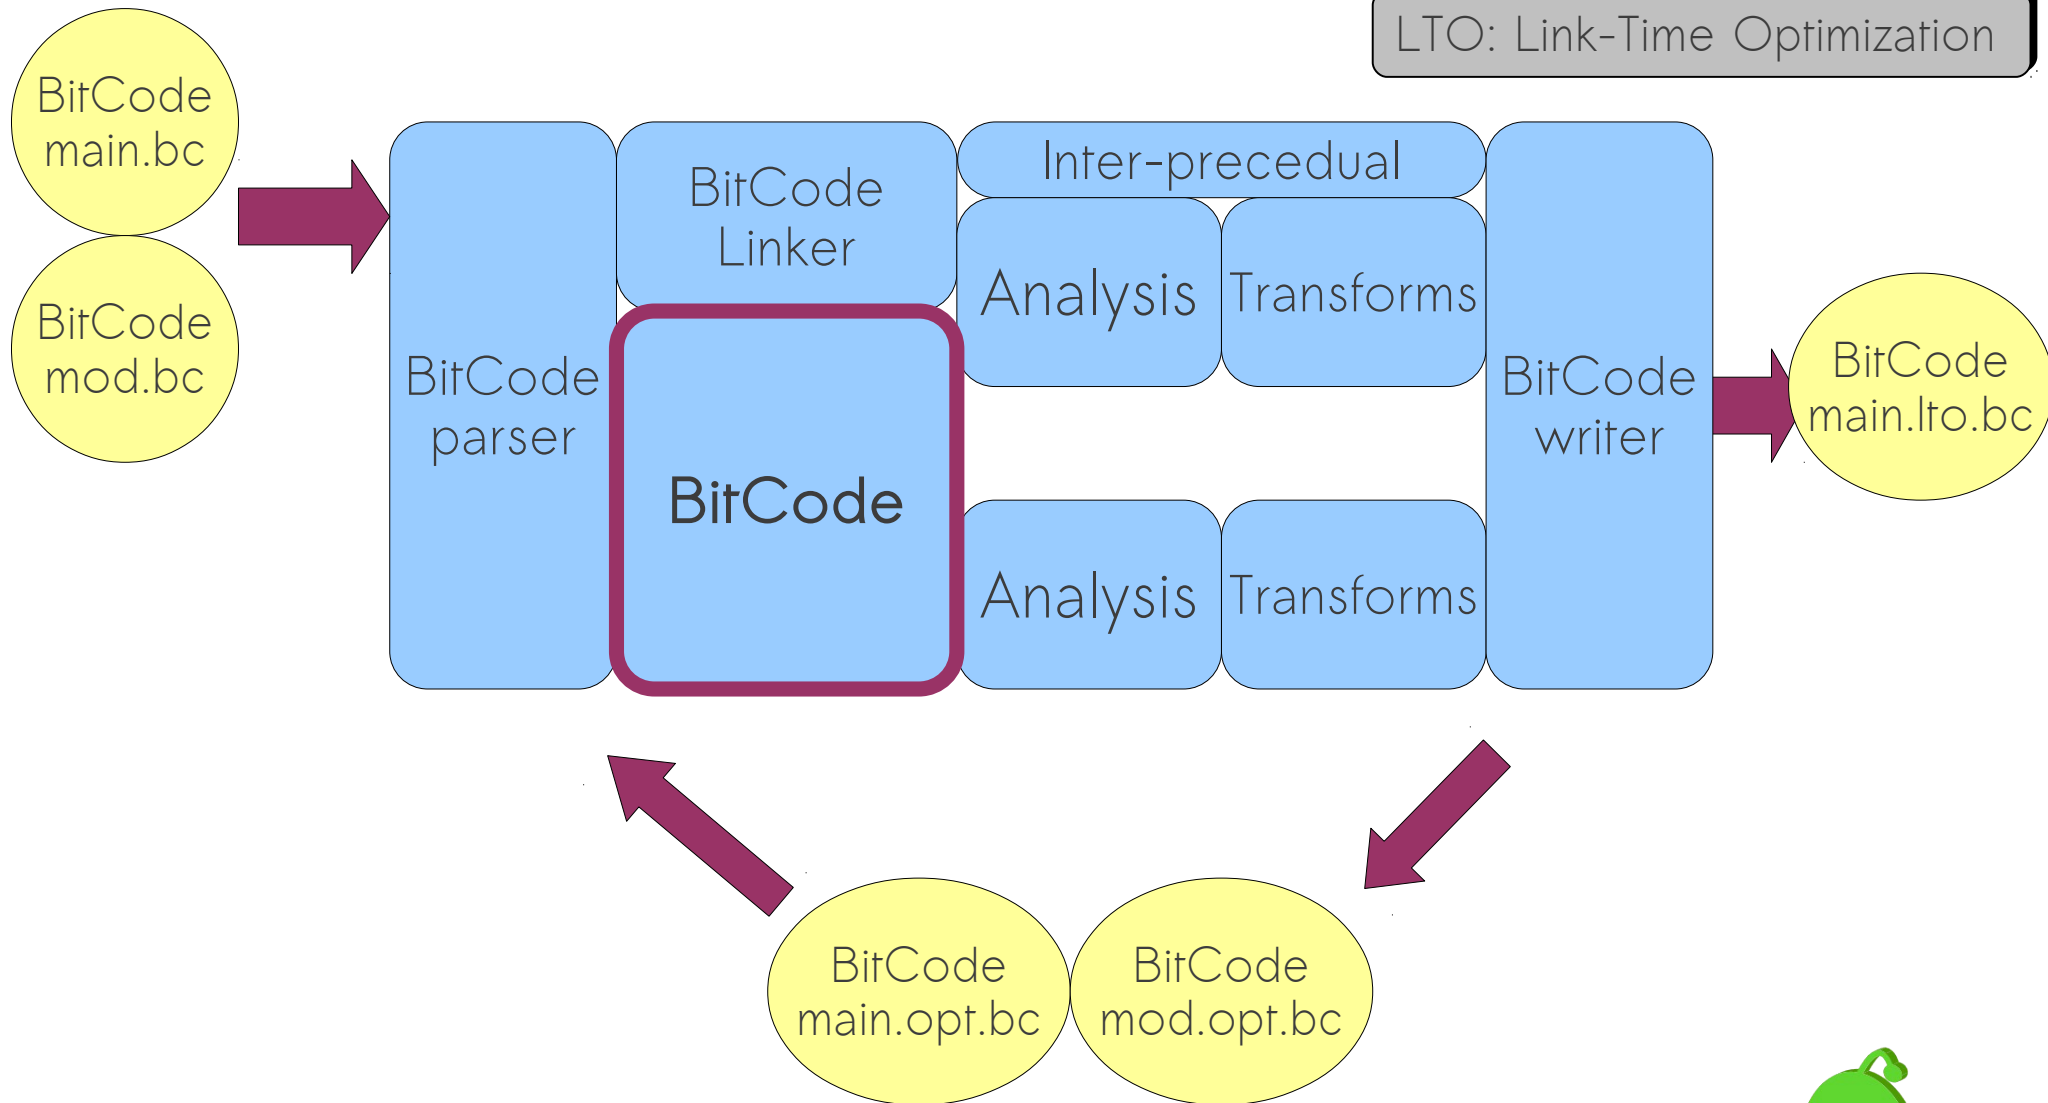 LTO: Link-Time Optimization
BitCode
main.bc
BitCode
mod.bc
BitCode
parser
BitCode
Linker
BitCode
Inter-precedual
Analysis
Transforms
Analysis
Transforms
BitCode
writer
BitCode
main.lto.bc
BitCode
main.opt.bc
BitCode
mod.opt.bc